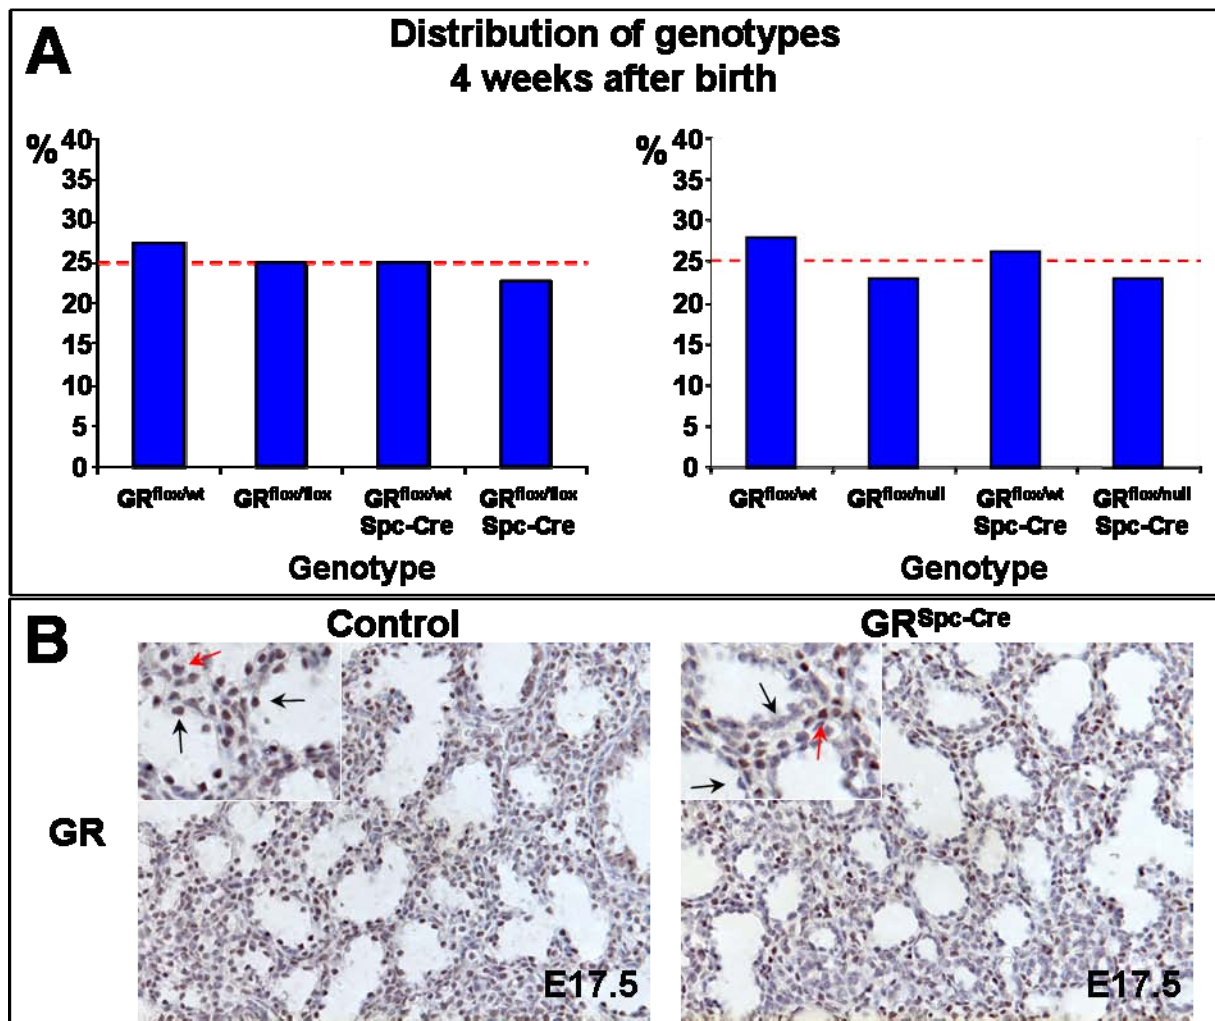 A
Distribution of genotypes
4 weeks after birth
%
40
35
30
25
20
15
10
5
0
GRflox/wt
GRflox/flox
GRflox/wt
Spc-Cre
GRflox/flox
Spc-Cre
Genotype
%
40
35
30
25
20
15
10
5
0
GRflox/wt
GRflox/null
GRflox/wt
Spc-Cre
GRflox/null
Spc-Cre
Genotype
B
Control
GRSpc-Cre
GR
E17.5
E17.5